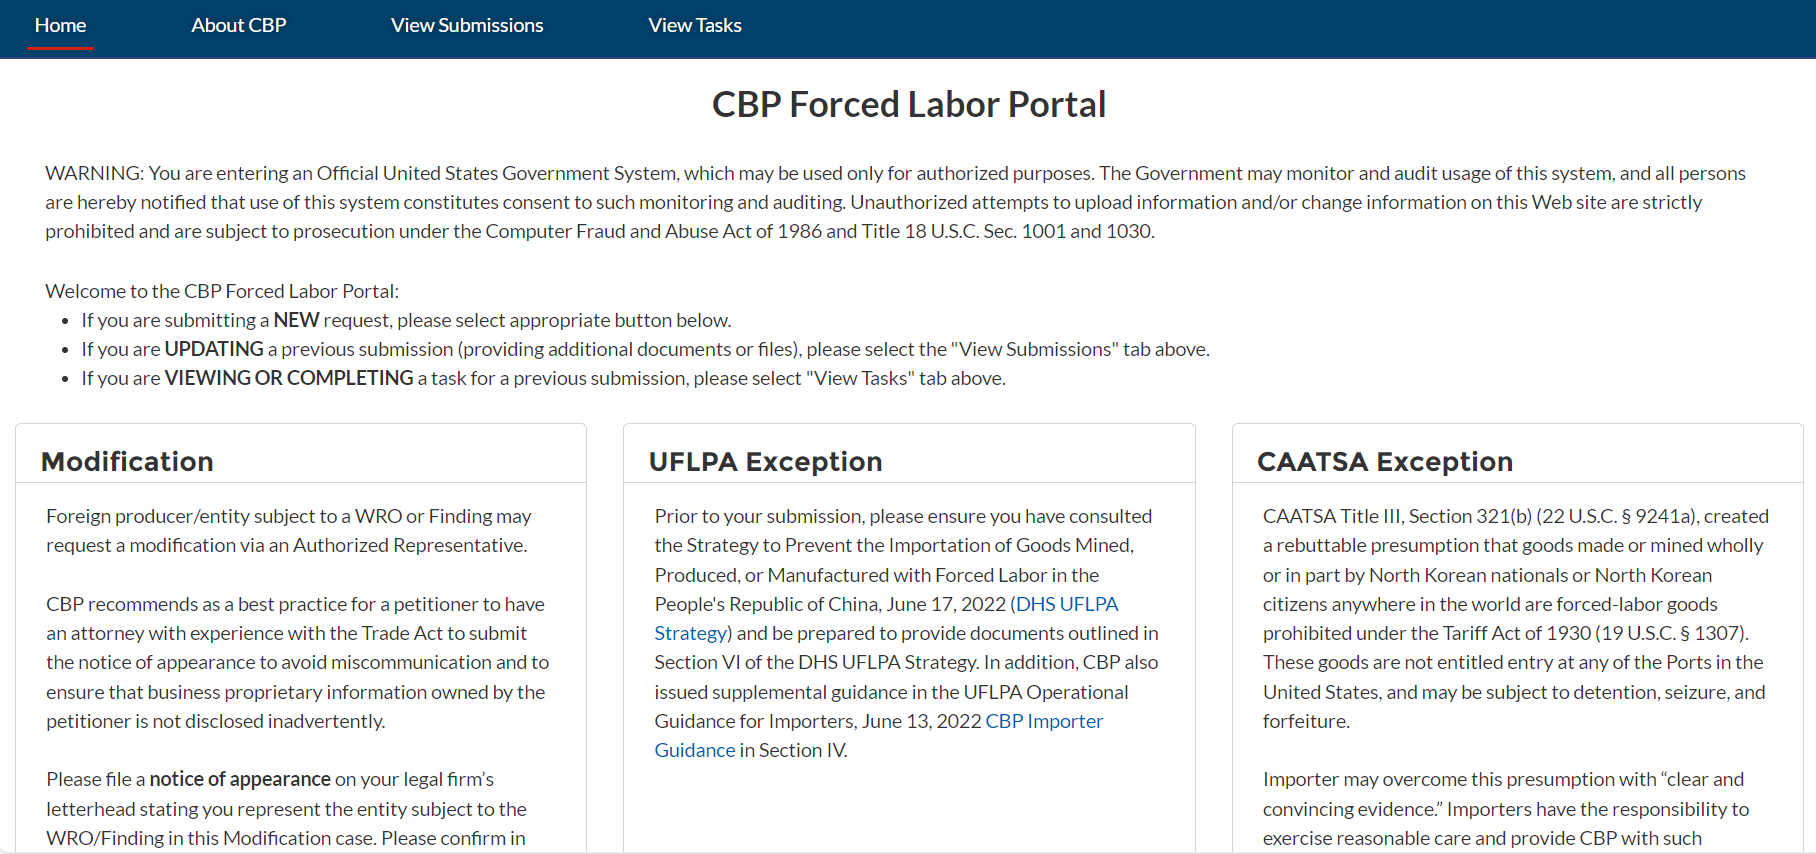 Home About CBP View Submissions View Tasks
CBP Forced Labor Portal
WARNING: You are entering an Official United States Government System, which may be used only for authorized purposes. The Government may monitor and audit usage of this system, and all persons
are hereby notified that use of this system constitutes consent to such monitoring and auditing. Unauthorized attempts to upload information and/or change information on this Web site are strictly
prohibited and are subject to prosecution under the Computer Fraud and Abuse Act of 1986 and Title 18 U.S.C. Sec. 1001 and 1030.
Welcome to the CBP Forced Labor Portal:
• If you are submitting a NEW request, please select appropriate button below.
• If you are UPDATING a previous submission (providing additional documents or files), please select the "View Submissions" tab above.
• If you are VIEWING OR COMPLETING a task for a previous submission, please select "View Tasks" tab above.
Modification
Foreign producer/entity subject to a WRO or Finding may
request a modification via an Authorized Representative.
CBP recommends as a best practice for a petitioner to have
an attorney with experience with the Trade Act to submit
the notice of appearance to avoid miscommunication and to
ensure that business proprietary information owned by the
petitioner is not disclosed inadvertently.
Please file a notice of appearance on your legal firm’s
letterhead stating you represent the entity subject to the
WRO/Finding in this Modification case. Please confirm in
UFLPA Exception
Prior to your submission, please ensure you have consulted
the Strategy to Prevent the Importation of Goods Mined,
Produced, or Manufactured with Forced Labor in the
People's Republic of China, June 17, 2022 (DHS UFLPA
Strategy) and be prepared to provide documents outlined in
Section VI of the DHS UFLPA Strategy. In addition, CBP also
issued supplemental guidance in the UFLPA Operational
Guidance for Importers, June 13, 2022 CBP Importer
Guidance in Section IV.
CAATSA Exception
CAATSA Title III, Section 321(b) (22 U.S.C. § 9241a), created
a rebuttable presumption that goods made or mined wholly
or in part by North Korean nationals or North Korean
citizens anywhere in the world are forced-labor goods
prohibited under the Tariff Act of 1930 (19 U.S.C. § 1307).
These goods are not entitled entry at any of the Ports in the
United States, and may be subject to detention, seizure, and
forfeiture.
Importer may overcome this presumption with “clear and
convincing evidence.” Importers have the responsibility to
exercise reasonable care and provide CBP with such